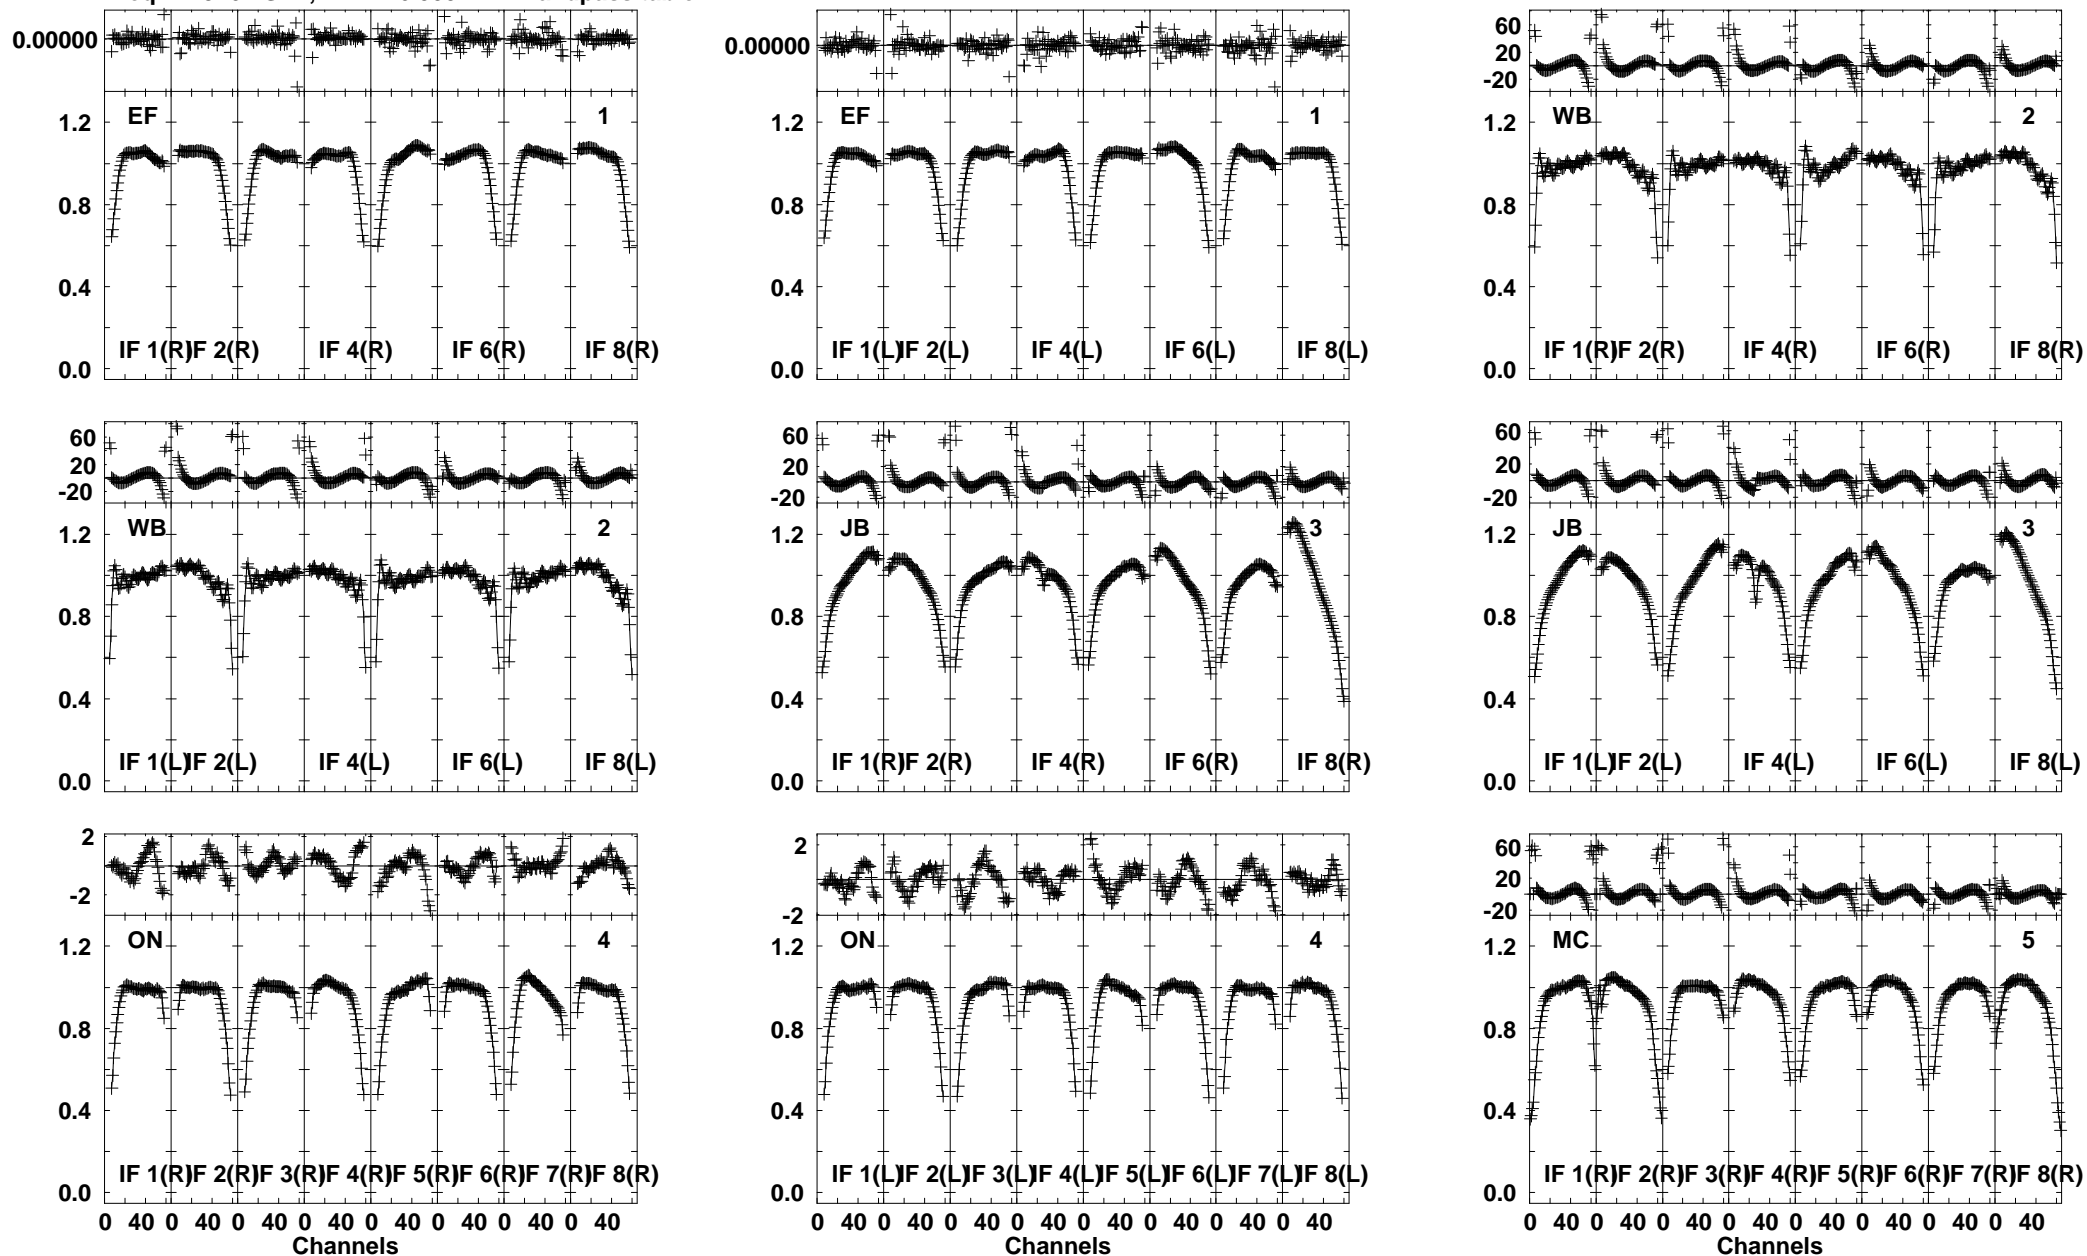 0.00000 0.00000 60 20 -20
EF 1 EF 1 WB 2
1.2 0.8 0.4 0.0
1.2 0.8 0.4 0.0
1.2 0.8 0.4 0.0
IF 1(R) IF 2(R) IF 4(R) IF 6(R) IF 8(R)
IF 1(L) IF 2(L) IF 4(L) IF 6(L) IF 8(L)
IF 1(R) IF 2(R) IF 4(R) IF 6(R) IF 8(R)
60 20 -20
60 20 -20
60 20 -20
WB 2 JB 3 JB 3
1.2 0.8 0.4 0.0
1.2 0.8 0.4 0.0
1.2 0.8 0.4 0.0
IF 1(L) IF 2(L) IF 4(L) IF 6(L) IF 8(L)
IF 1(R) IF 2(R) IF 4(R) IF 6(R) IF 8(R)
IF 1(L) IF 2(L) IF 4(L) IF 6(L) IF 8(L)
2 -2
2 -2
60 20 -20
ON 4 ON 4 MC 5
1.2 0.8 0.4 0.0
1.2 0.8 0.4 0.0
1.2 0.8 0.4 0.0
IF 1(R) IF 2(R) IF 3(R) IF 4(R) IF 5(R) IF 6(R) IF 7(R) IF 8(R)
IF 1(L) IF 2(L) IF 3(L) IF 4(L) IF 5(L) IF 6(L) IF 7(L) IF 8(L)
IF 1(R) IF 2(R) IF 3(R) IF 4(R) IF 5(R) IF 6(R) IF 7(R) IF 8(R)
0 40 0 40 0 40 0 40 0 40 0 40 0 40 0 40
0 40 0 40 0 40 0 40 0 40 0 40 0 40 0 40
0 40 0 40 0 40 0 40 0 40 0 40 0 40 0 40
Channels Channels Channels